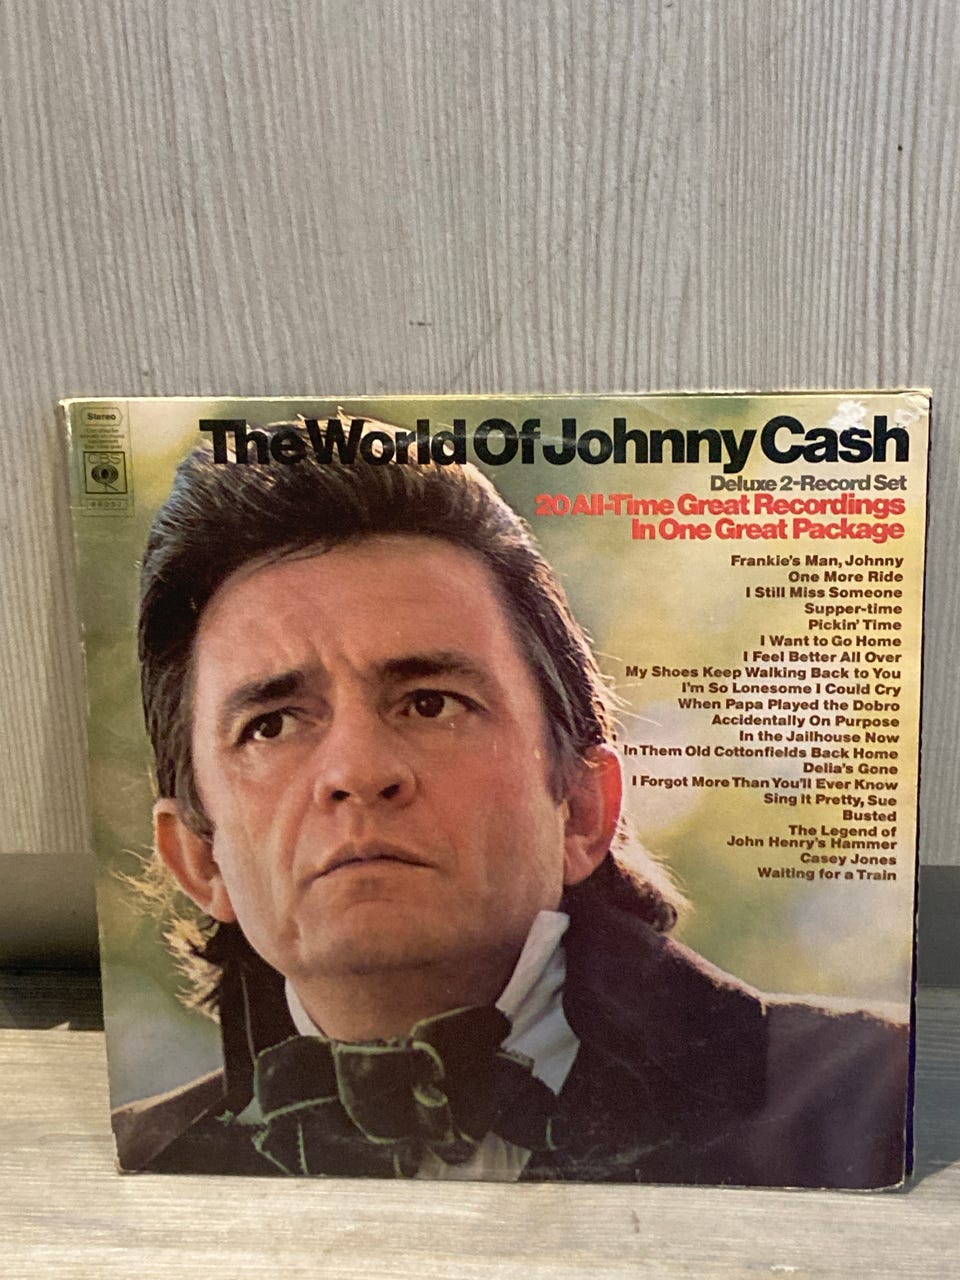 Stereo
CBS
The World Of Johnny Cash
Deluxe 2-Record Set
20 All-Time Great Recordings
In One Great Package
Frankie's Man, Johnny
One More Ride
I Still Miss Someone
Supper-time
Pickin' Time
I Want to Go Home
I Feel Better All Over
My Shoes Keep Walking Back to You
I'm So Lonesome I Could Cry
When Papa Played the Dobro
Accidentally On Purpose
In the Jailhouse Now
In Them Old Cottonfields Back Home
Delia's Gone
I Forgot More Than You'll Ever Know
Sing It Pretty, Sue
Busted
The Legend of
John Henry's Hammer
Casey Jones
Waiting for a Train